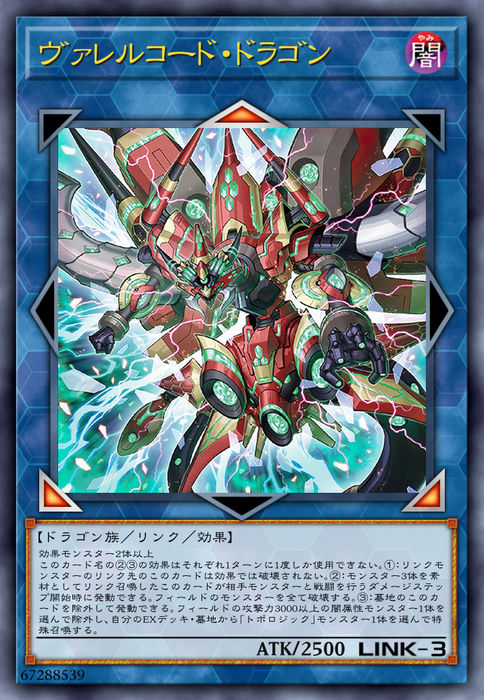 ヴァレルコード・ドラゴン
やみ
闇
【ドラゴン族／リンク／効果】
効果モンスター2体以上
このカード名の②③の効果はそれぞれ1ターンに1度しか使用できない。①：リンクモ
ンスターのリンク先のこのカードは効果では破壊されない。②：モンスター3体を素
材としてリンク召喚したこのカードが相手モンスターと戦闘を行うダメージステッ
プ開始時に発動できる。フィールドのモンスターを全て破壊する。③：墓地のこのカ
ードを除外して発動できる。フィールドの攻撃力3000以上の闇属性モンスター1体を
選んで除外し、自分のEXデッキ・墓地から「トポロジック」モンスター1体を選んで特
殊召喚する。
ATK/2500 LINK-3
67288539